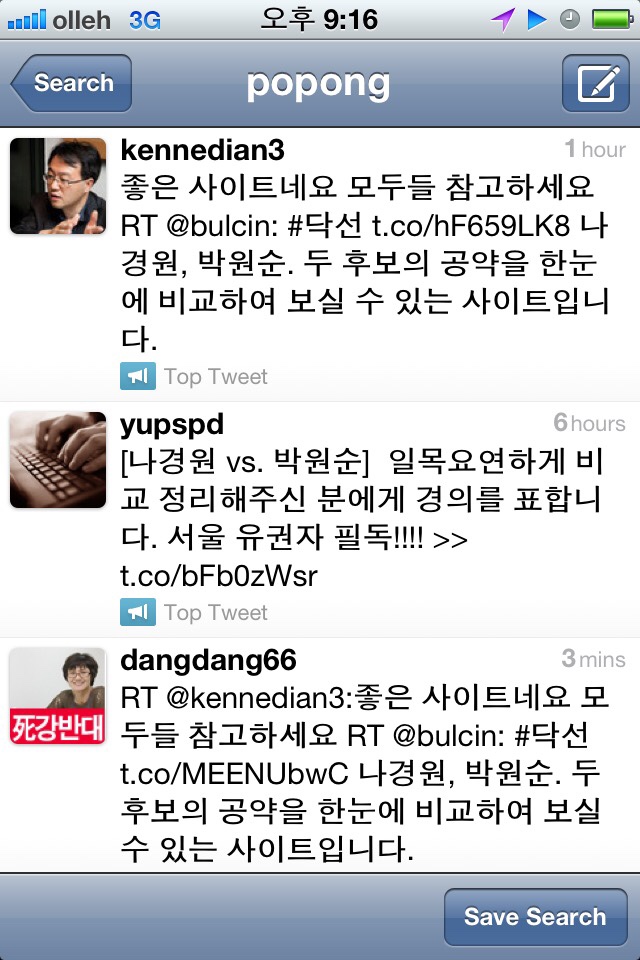 olleh 3G 오후 9:16
Search popong
kennedian3 1 hour
좋은 사이트네요 모두들 참고하세요
RT @bulcin: #닥선 t.co/hF659LK8 나
경원, 박원순. 두 후보의 공약을 한눈
에 비교하여 보실 수 있는 사이트입니
다.
Top Tweet
yupspd 6 hours
[나경원 vs. 박원순] 일목요연하게 비
교 정리해주신 분에게 경의를 표합니
다. 서울 유권자 필독!!!! >>
t.co/bFb0zWsr
Top Tweet
dangdang66 3 mins
RT @kennedian3:좋은 사이트네요 모
두들 참고하세요 RT @bulcin: #닥선
t.co/MEENUbwC 나경원, 박원순. 두
후보의 공약을 한눈에 비교하여 보실
수 있는 사이트입니다.
死강반대
Save Search